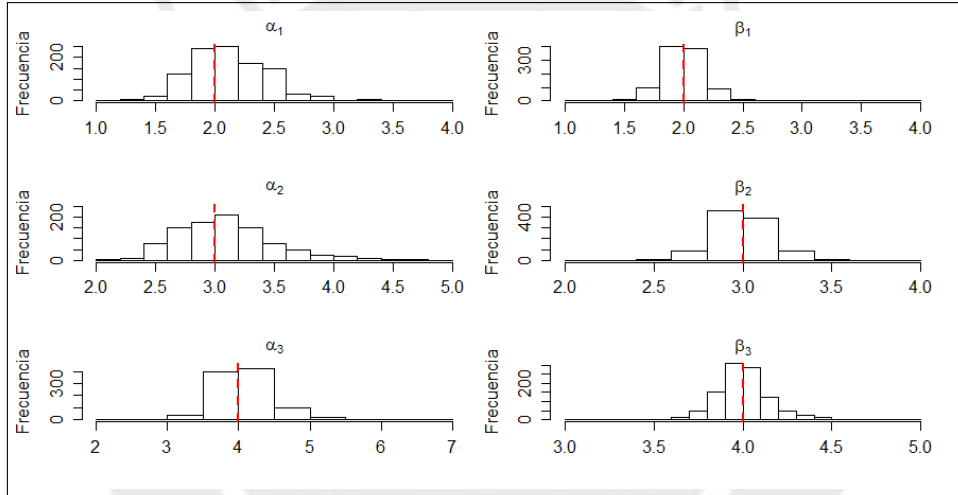 α1 β1
Frecuencia 0 200 Frecuencia 0 300
1.0 1.5 2.0 2.5 3.0 3.5 4.0 1.0 1.5 2.0 2.5 3.0 3.5 4.0
α2 β2
Frecuencia 0 200 Frecuencia 0 400
2.0 2.5 3.0 3.5 4.0 4.5 5.0 2.0 2.5 3.0 3.5 4.0
α3 β3
Frecuencia 0 300 Frecuencia 0 200
2 3 4 5 6 7 3.0 3.5 4.0 4.5 5.0